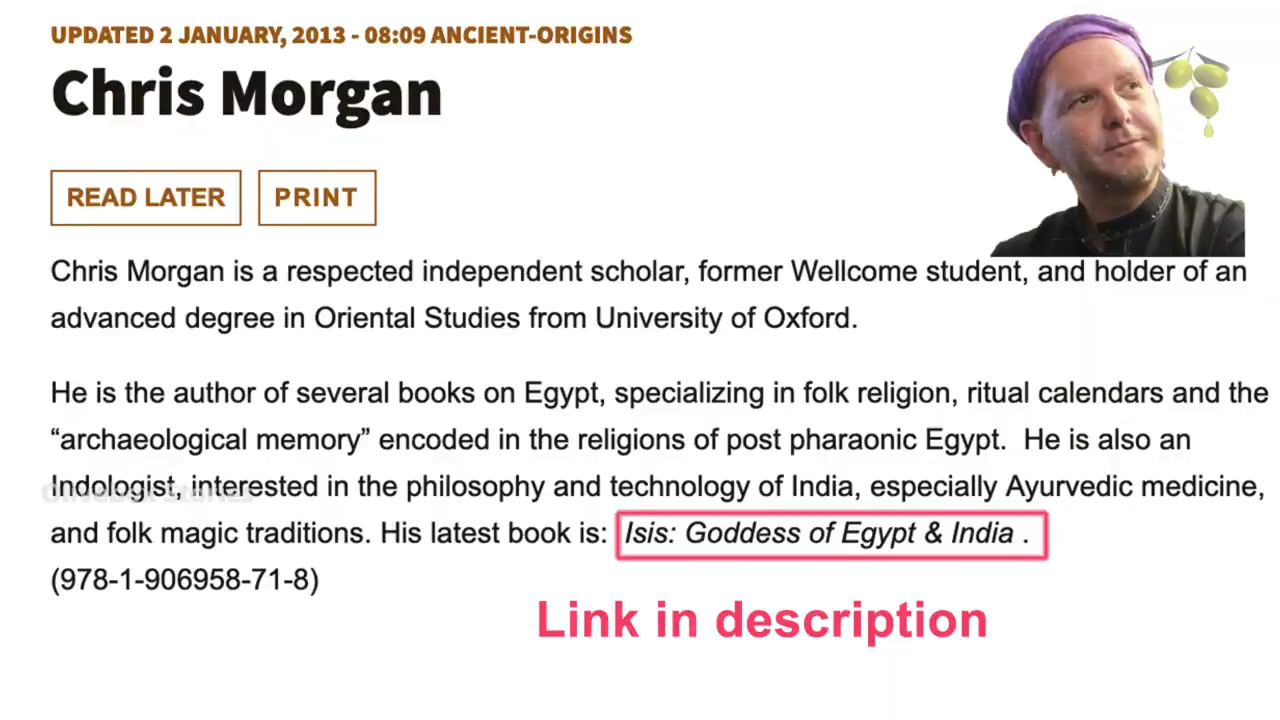 UPDATED 2 JANUARY, 2013 - 08:09 ANCIENT-ORIGINS
Chris Morgan
READ LATER PRINT
Chris Morgan is a respected independent scholar, former Wellcome student, and holder of an
advanced degree in Oriental Studies from University of Oxford.
He is the author of several books on Egypt, specializing in folk religion, ritual calendars and the
“archaeological memory” encoded in the religions of post pharaonic Egypt. He is also an
Indologist, interested in the philosophy and technology of India, especially Ayurvedic medicine,
Olivebox Stories
and folk magic traditions. His latest book is: Isis: Goddess of Egypt & India .
(978-1-906958-71-8)
Link in description